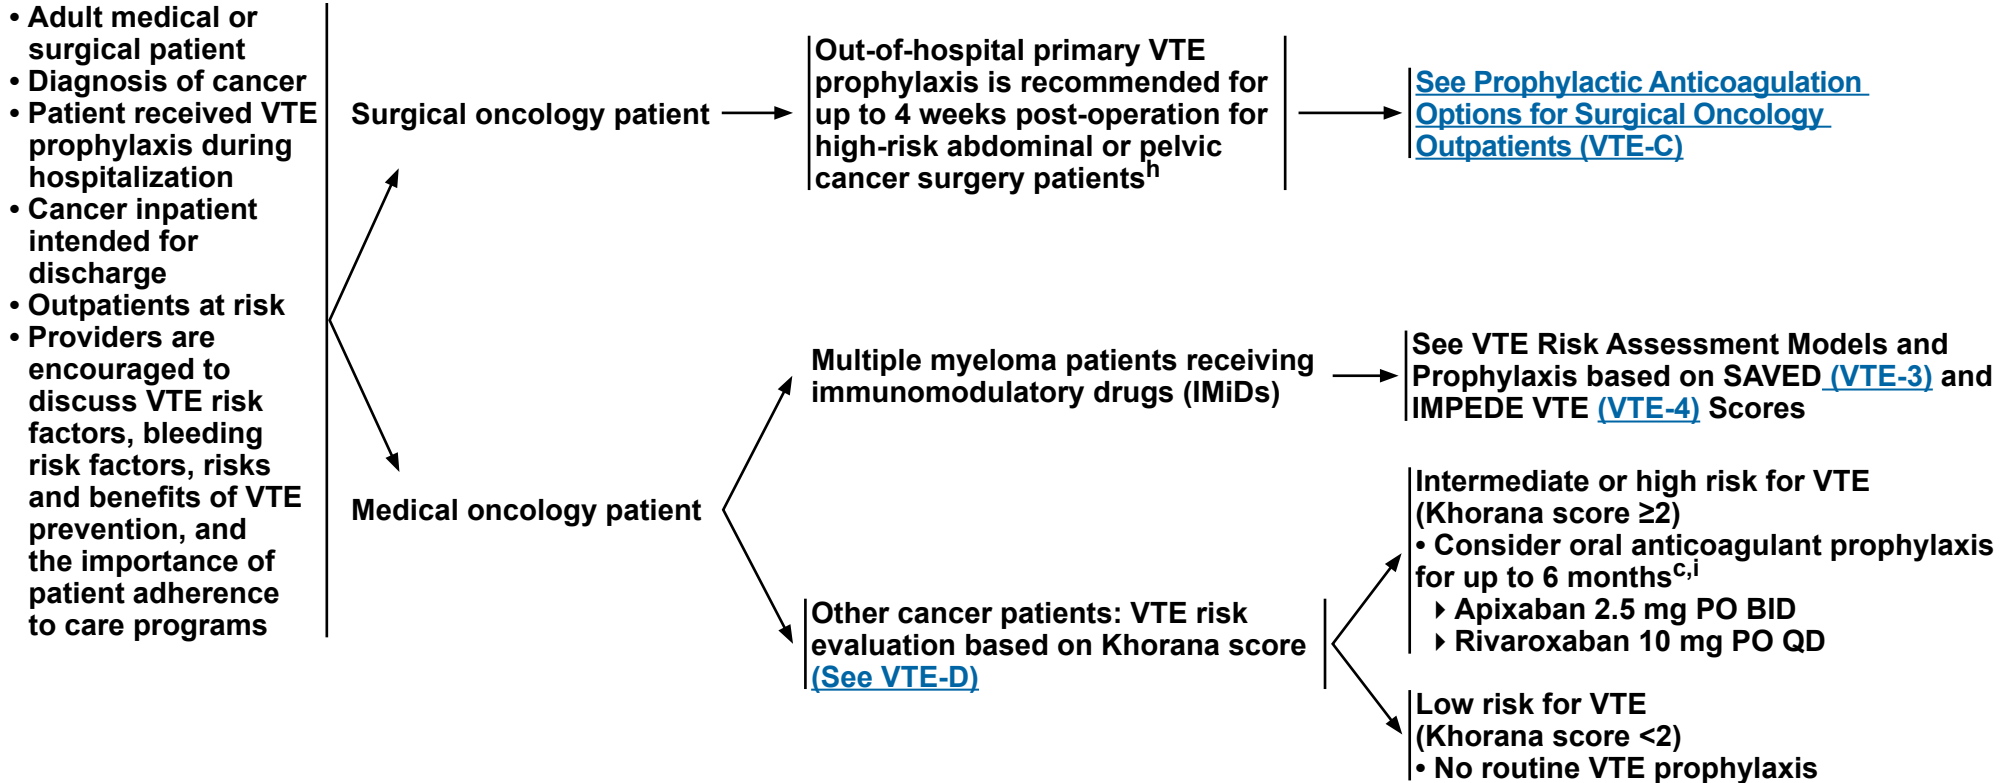 • Adult medical or
surgical patient
• Diagnosis of cancer
• Patient received VTE
prophylaxis during
hospitalization
• Cancer inpatient
intended for
discharge
• Outpatients at risk
• Providers are
encouraged to
discuss VTE risk
factors, bleeding
risk factors, risks
and benefits of VTE
prevention, and
the importance of
patient adherence
to care programs
Surgical oncology patient
Out-of-hospital primary VTE
prophylaxis is recommended for
up to 4 weeks post-operation for
high-risk abdominal or pelvic
cancer surgery patientsʰ
See Prophylactic Anticoagulation
Options for Surgical Oncology
Outpatients (VTE-C)
Medical oncology patient
Multiple myeloma patients receiving
immunomodulatory drugs (IMiDs)
See VTE Risk Assessment Models and
Prophylaxis based on SAVED (VTE-3) and
IMPEDE VTE (VTE-4) Scores
Other cancer patients: VTE risk
evaluation based on Khorana score
(See VTE-D)
Intermediate or high risk for VTE
(Khorana score ≥2)
• Consider oral anticoagulant prophylaxis
for up to 6 monthsᶜ,ⁱ
▸ Apixaban 2.5 mg PO BID
▸ Rivaroxaban 10 mg PO QD
Low risk for VTE
(Khorana score <2)
• No routine VTE prophylaxis